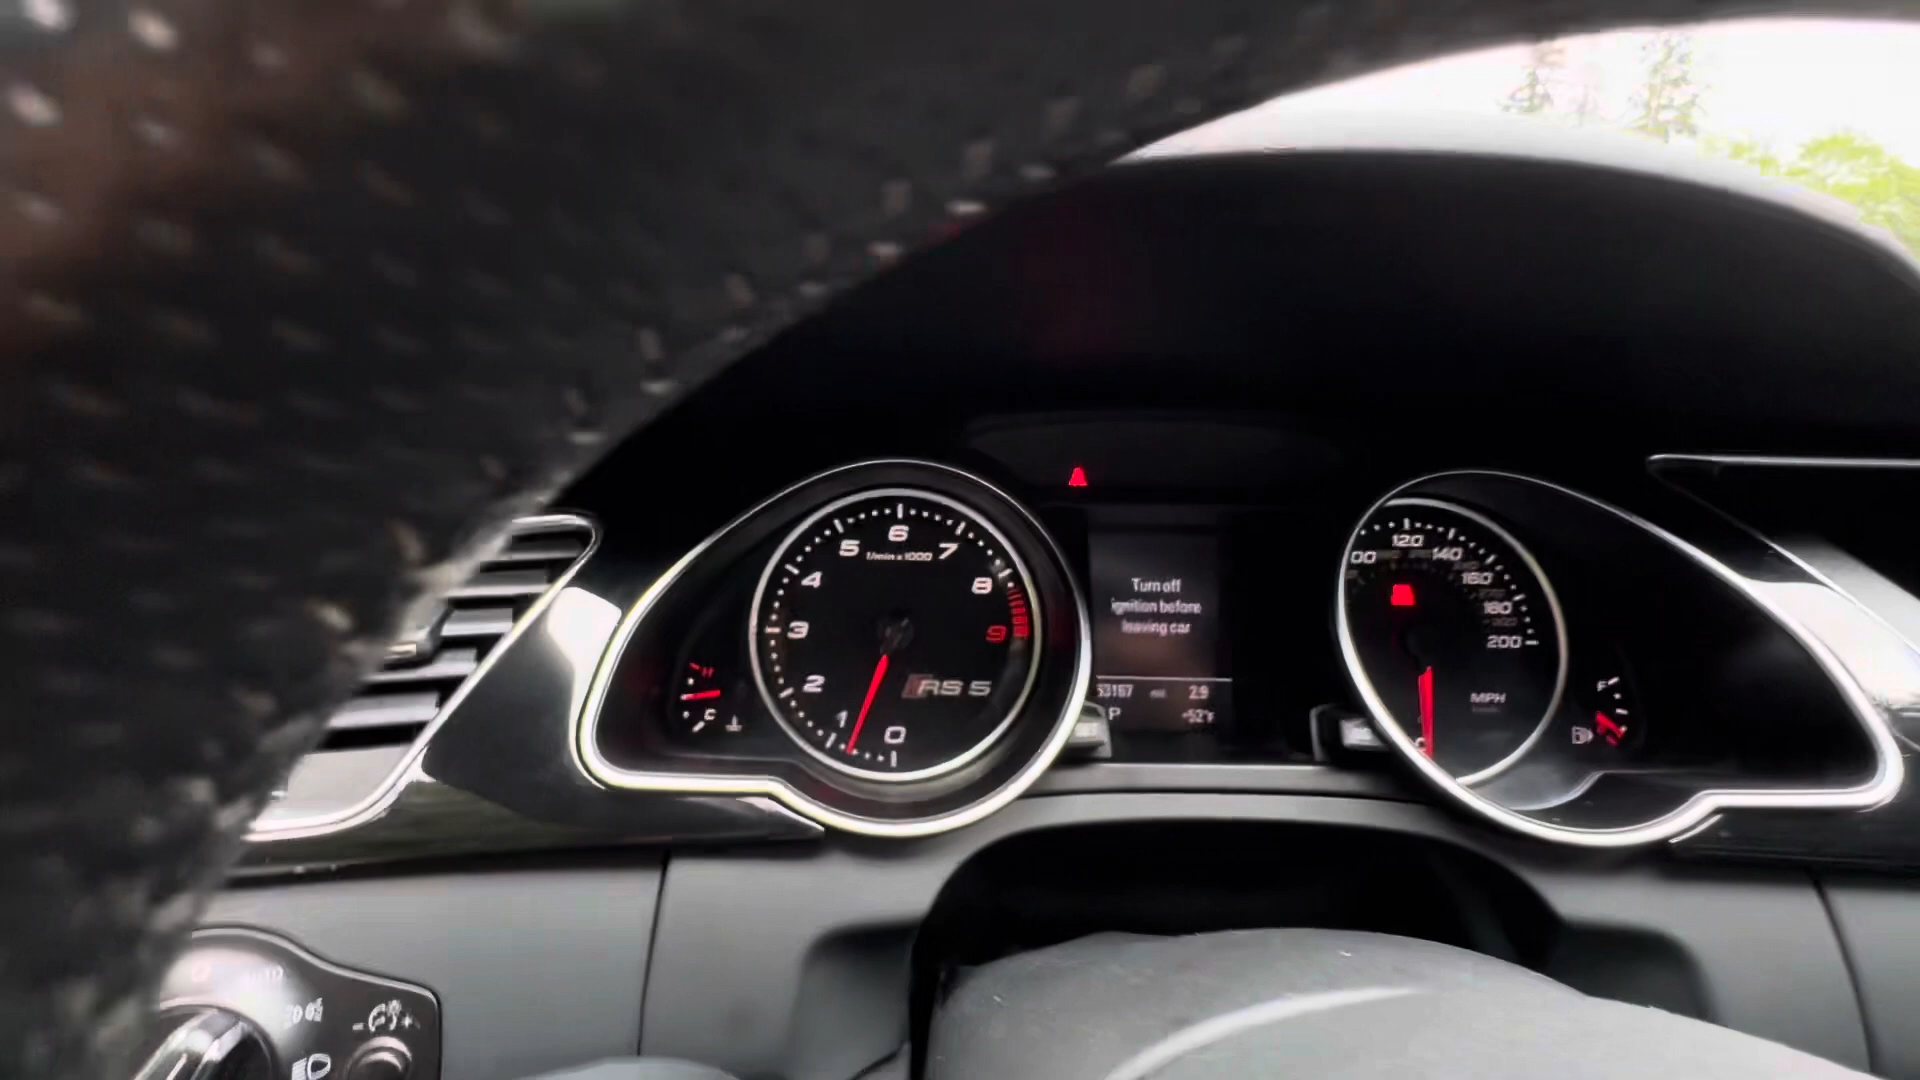 6
5
7
1/min x 1000
4
8
3
9
2
RS 5
1
0
H
C
Turn off
ignition before
leaving car
53167 mi 2.9
P +52°F
120
140
160
180
200
MPH
F